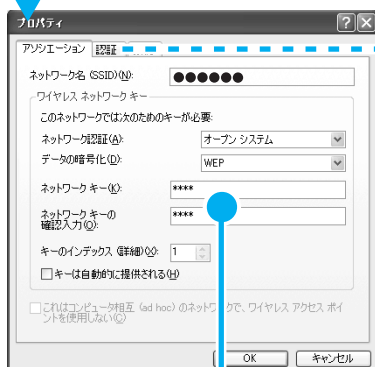 プロパティ
アソシエーション 認証
ネットワーク名 (SSID)(N): ●●●●●●
ワイヤレス ネットワーク キー
このネットワークでは次のためのキーが必要:
ネットワーク認証(A): オープン システム
データの暗号化(D): WEP
ネットワーク キー(K): ****
ネットワーク キーの
確認入力(O): ****
キーのインデックス (詳細)(X): 1
キーは自動的に提供される(H)
これはコンピュータ相互 (ad hoc) のネットワークで、ワイヤレス アクセス ポイ
ントを使用しない(C)
OK キャンセル